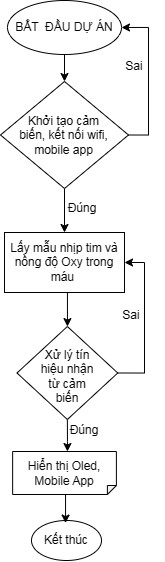 BẮT ĐẦU DỰ ÁN
Sai
Khởi tạo cảm
biến, kết nối wifi,
mobile app
Đúng
Lấy mẫu nhịp tim và
nồng độ Oxy trong
máu
Sai
Xử lý tín
hiệu nhận
từ cảm
biến
Đúng
Hiển thị Oled,
Mobile App
Kết thúc